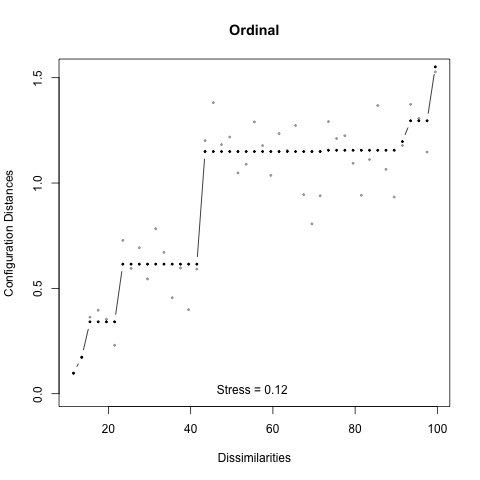 Ordinal
Configuration Distances
1.5
1.0
0.5
0.0
Stress = 0.12
20 40 60 80 100
Dissimilarities